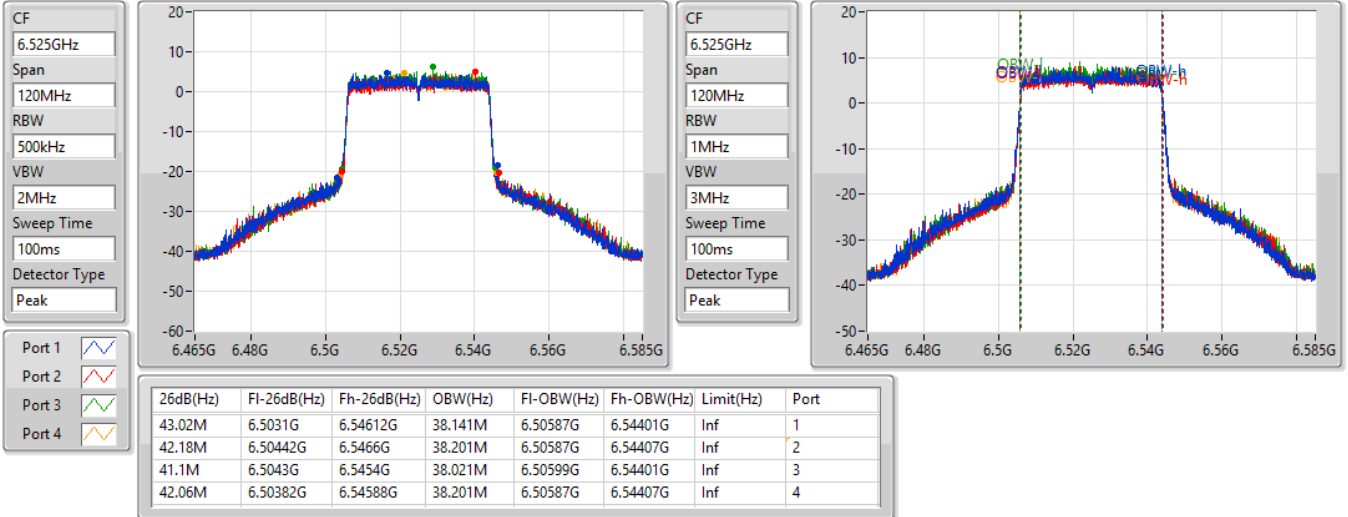 CF
6.525GHz
Span
120MHz
RBW
500kHz
VBW
2MHz
Sweep Time
100ms
Detector Type
Peak
20
10
0
-10
-20
-30
-40
-50
-60
6.465G 6.48G 6.5G 6.52G 6.54G 6.56G 6.585G
CF
6.525GHz
Span
120MHz
RBW
1MHz
VBW
3MHz
Sweep Time
100ms
Detector Type
Peak
20
10
0
-10
-20
-30
-40
-50
OBW-h
6.465G 6.48G 6.5G 6.52G 6.54G 6.56G 6.585G
Port 1
Port 2
Port 3
Port 4
26dB(Hz) Fl-26dB(Hz) Fh-26dB(Hz) OBW(Hz) Fl-OBW(Hz) Fh-OBW(Hz) Limit(Hz) Port
43.02M 6.5031G 6.54612G 38.141M 6.50587G 6.54401G Inf 1
42.18M 6.50442G 6.5466G 38.201M 6.50587G 6.54407G Inf 2
41.1M 6.5043G 6.5454G 38.021M 6.50599G 6.54401G Inf 3
42.06M 6.50382G 6.54588G 38.201M 6.50587G 6.54407G Inf 4